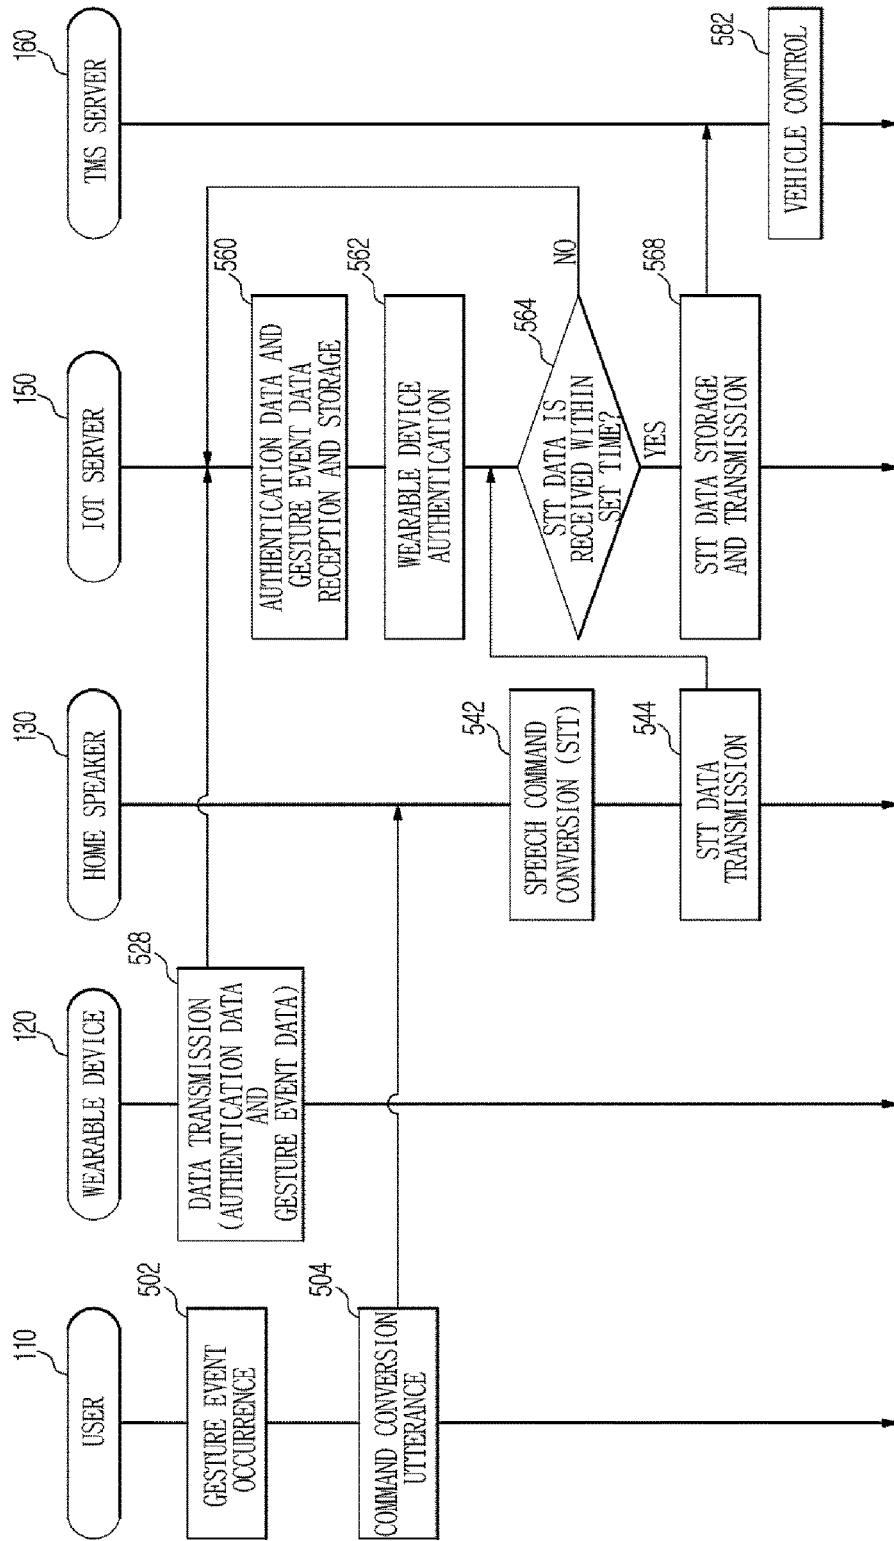 110
USER
502
GESTURE EVENT
OCCURRENCE
504
COMMAND CONVERSION
UTTERANCE
120
WEARABLE DEVICE
528
DATA TRANSMISSION
(AUTHENTICATION DATA
AND
GESTURE EVENT DATA)
130
HOME SPEAKER
542
SPEECH COMMAND
CONVERSION (STT)
544
STT DATA
TRANSMISSION
150
IOT SERVER
560
AUTHENTICATION DATA AND
GESTURE EVENT DATA
RECEPTION AND STORAGE
562
WEARABLE DEVICE
AUTHENTICATION
564
STT DATA IS
RECEIVED WITHIN
SET TIME?
NO
YES
568
STT DATA STORAGE
AND TRANSMISSION
160
TMS SERVER
582
VEHICLE CONTROL